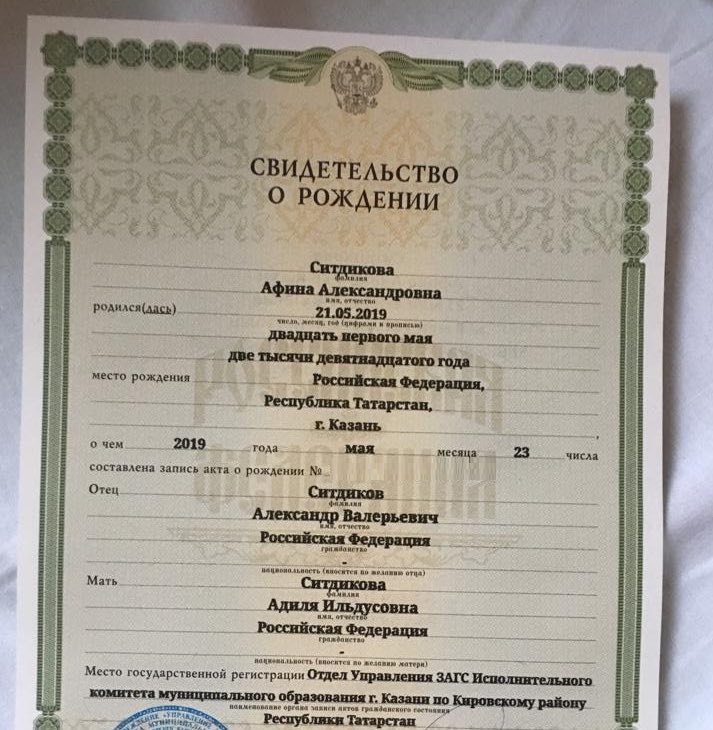 СВИДЕТЕЛЬСТВО
О РОЖДЕНИИ
Ситдикова
фамилия
Афина Александровна
имя, отчество
родился(лась) 21.05.2019
число, месяц, год (цифрами и прописью)
двадцать первого мая
две тысячи девятнадцатого года
место рождения Российская Федерация,
Республика Татарстан,
г. Казань
о чем 2019 года мая месяца 23 числа
составлена запись акта о рождении №
Отец Ситдиков
фамилия
Александр Валерьевич
имя, отчество
Российская Федерация
гражданство
-
национальность (вносится по желанию отца)
Мать Ситдикова
фамилия
Адиля Ильдусовна
имя, отчество
Российская Федерация
гражданство
-
национальность (вносится по желанию матери)
Место государственной регистрации Отдел Управления ЗАГС Исполнительного
комитета муниципального образования г. Казани по Кировскому району
наименование органа записи актов гражданского состояния
Республики Татарстан